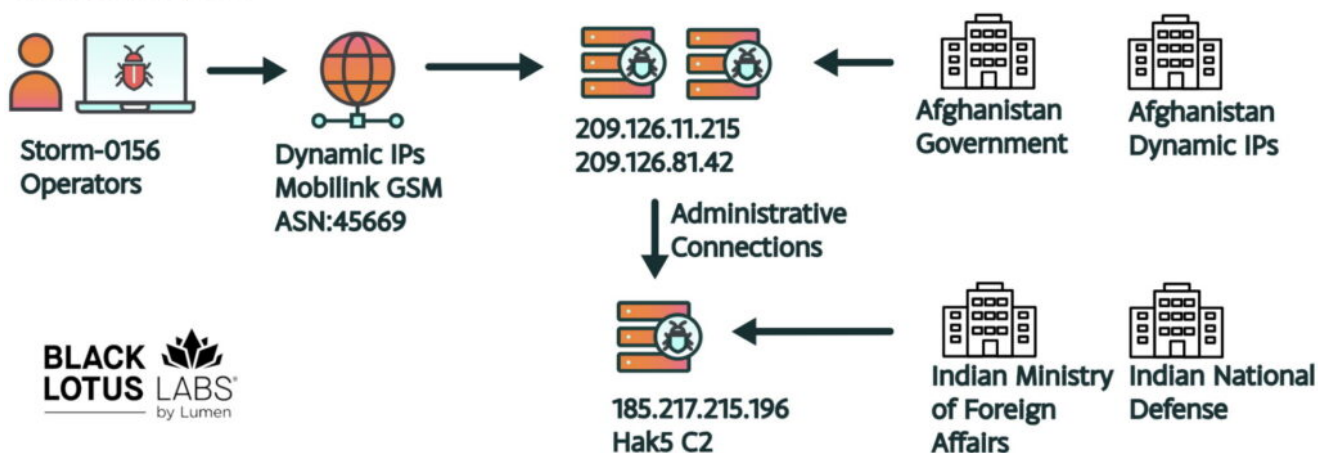 Storm-0156
Operators
Dynamic IPs
Mobilink GSM
ASN:45669
209.126.11.215
209.126.81.42
Afghanistan
Government
Afghanistan
Dynamic IPs
Administrative
Connections
BLACK
LOTUS LABS®
by Lumen
185.217.215.196
Hak5 C2
Indian Ministry
of Foreign
Affairs
Indian National
Defense